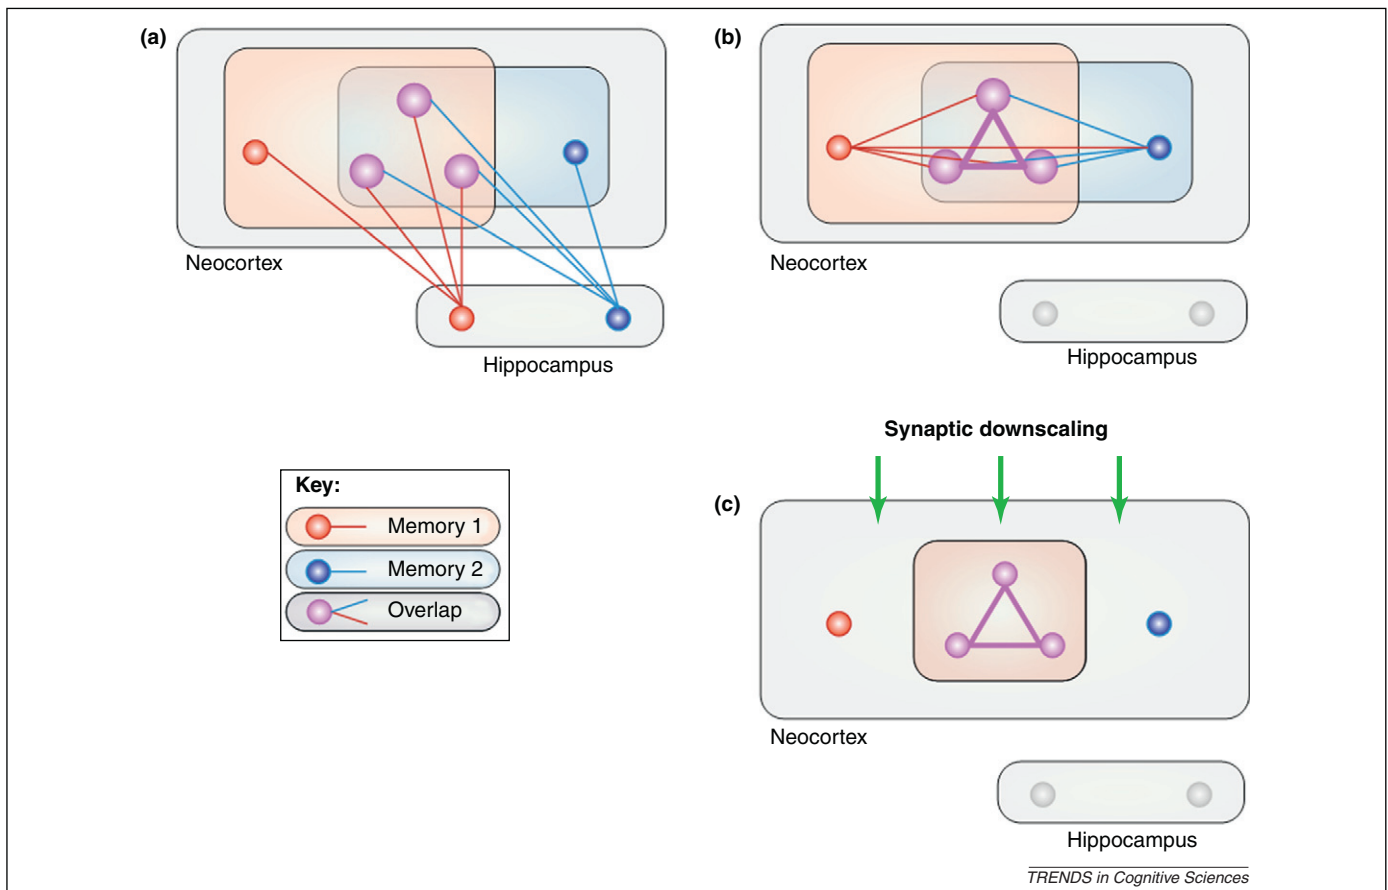 (a)
Neocortex
Hippocampus
(b)
Neocortex
Hippocampus
Key:
Memory 1
Memory 2
Overlap
Synaptic downscaling
(c)
Neocortex
Hippocampus
TRENDS in Cognitive Sciences